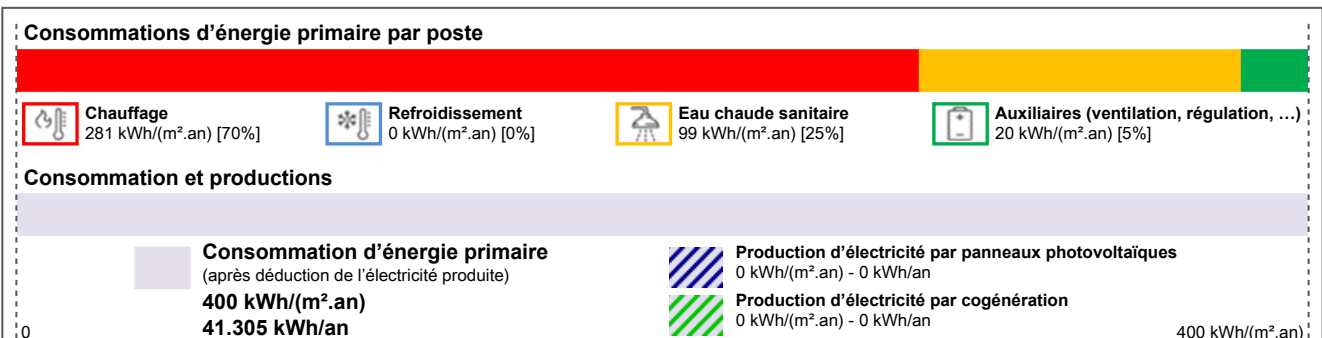 Consommations d’énergie primaire par poste
Chauffage
281 kWh/(m².an) [70%]
Refroidissement
0 kWh/(m².an) [0%]
Eau chaude sanitaire
99 kWh/(m².an) [25%]
Auxiliaires (ventilation, régulation, …)
20 kWh/(m².an) [5%]
Consommation et productions
Consommation d’énergie primaire
(après déduction de l’électricité produite)
400 kWh/(m².an)
41.305 kWh/an
Production d’électricité par panneaux photovoltaïques
0 kWh/(m².an) - 0 kWh/an
Production d’électricité par cogénération
0 kWh/(m².an) - 0 kWh/an
0
400 kWh/(m².an)